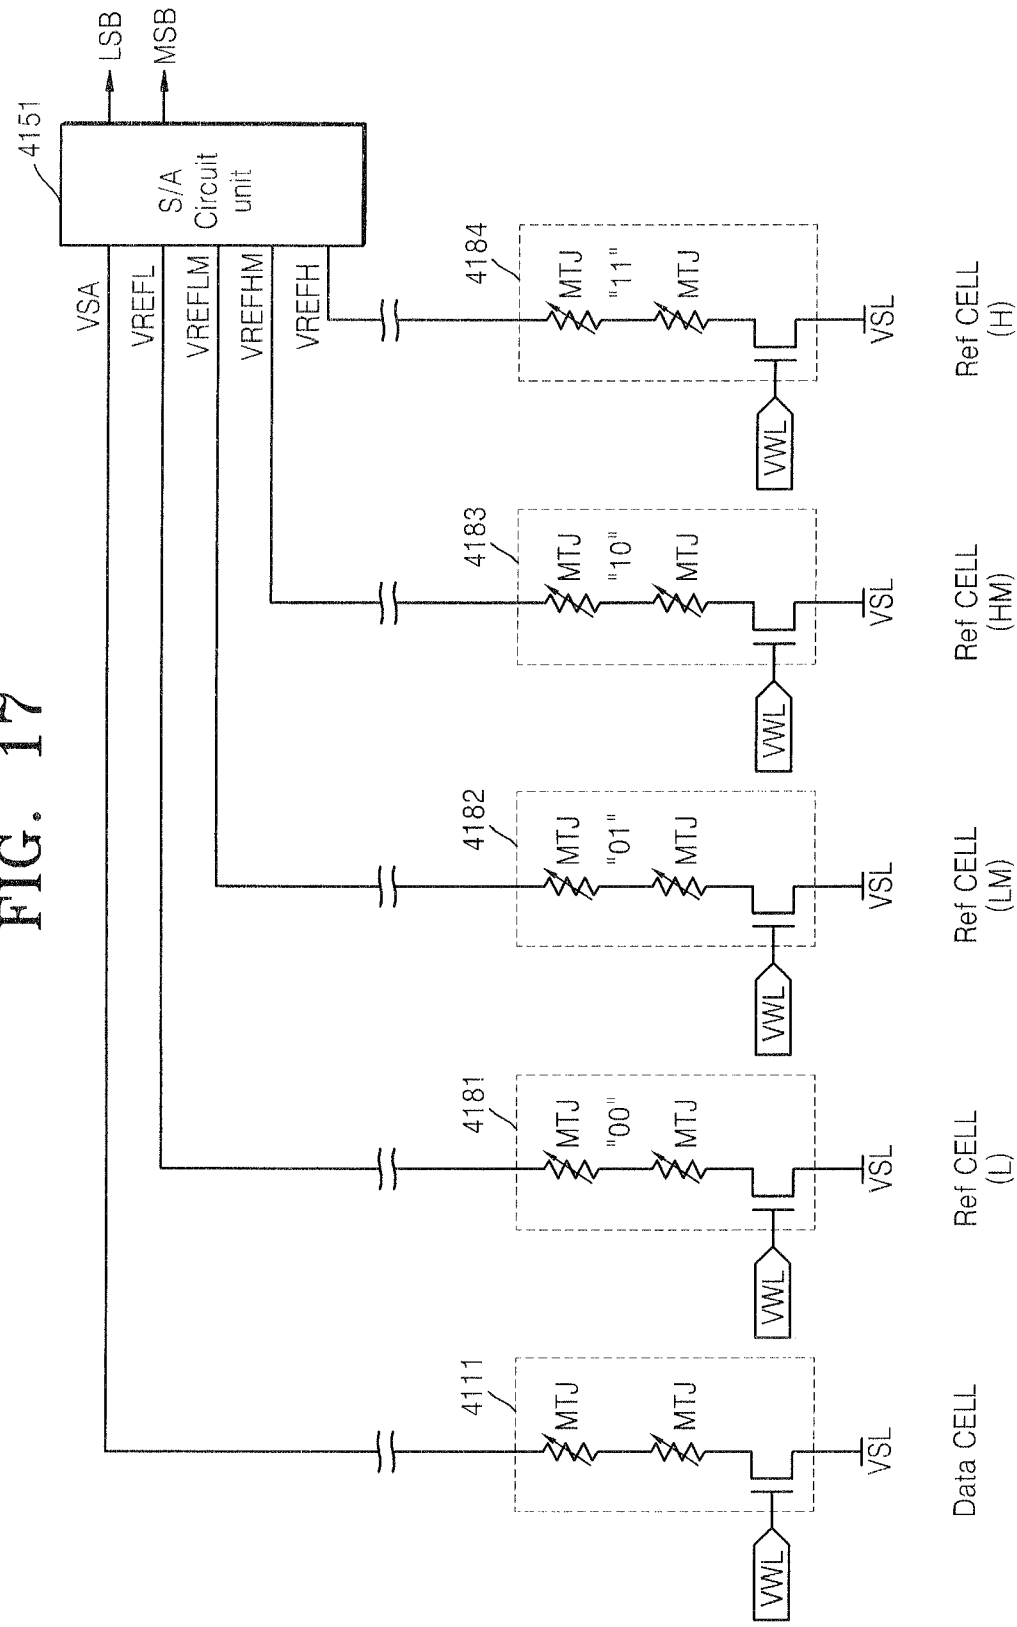 FIG. 17
4151
S/A
Circuit
unit
LSB
MSB
VSA
VREFL
VREFLM
VREFHM
VREFH
4111
MTJ
MTJ
VWL
VSL
Data CELL
4181
MTJ
"00"
MTJ
VWL
VSL
Ref CELL
(L)
4182
MTJ
"01"
MTJ
VWL
VSL
Ref CELL
(LM)
4183
MTJ
"10"
MTJ
VWL
VSL
Ref CELL
(HM)
4184
MTJ
"11"
MTJ
VWL
VSL
Ref CELL
(H)